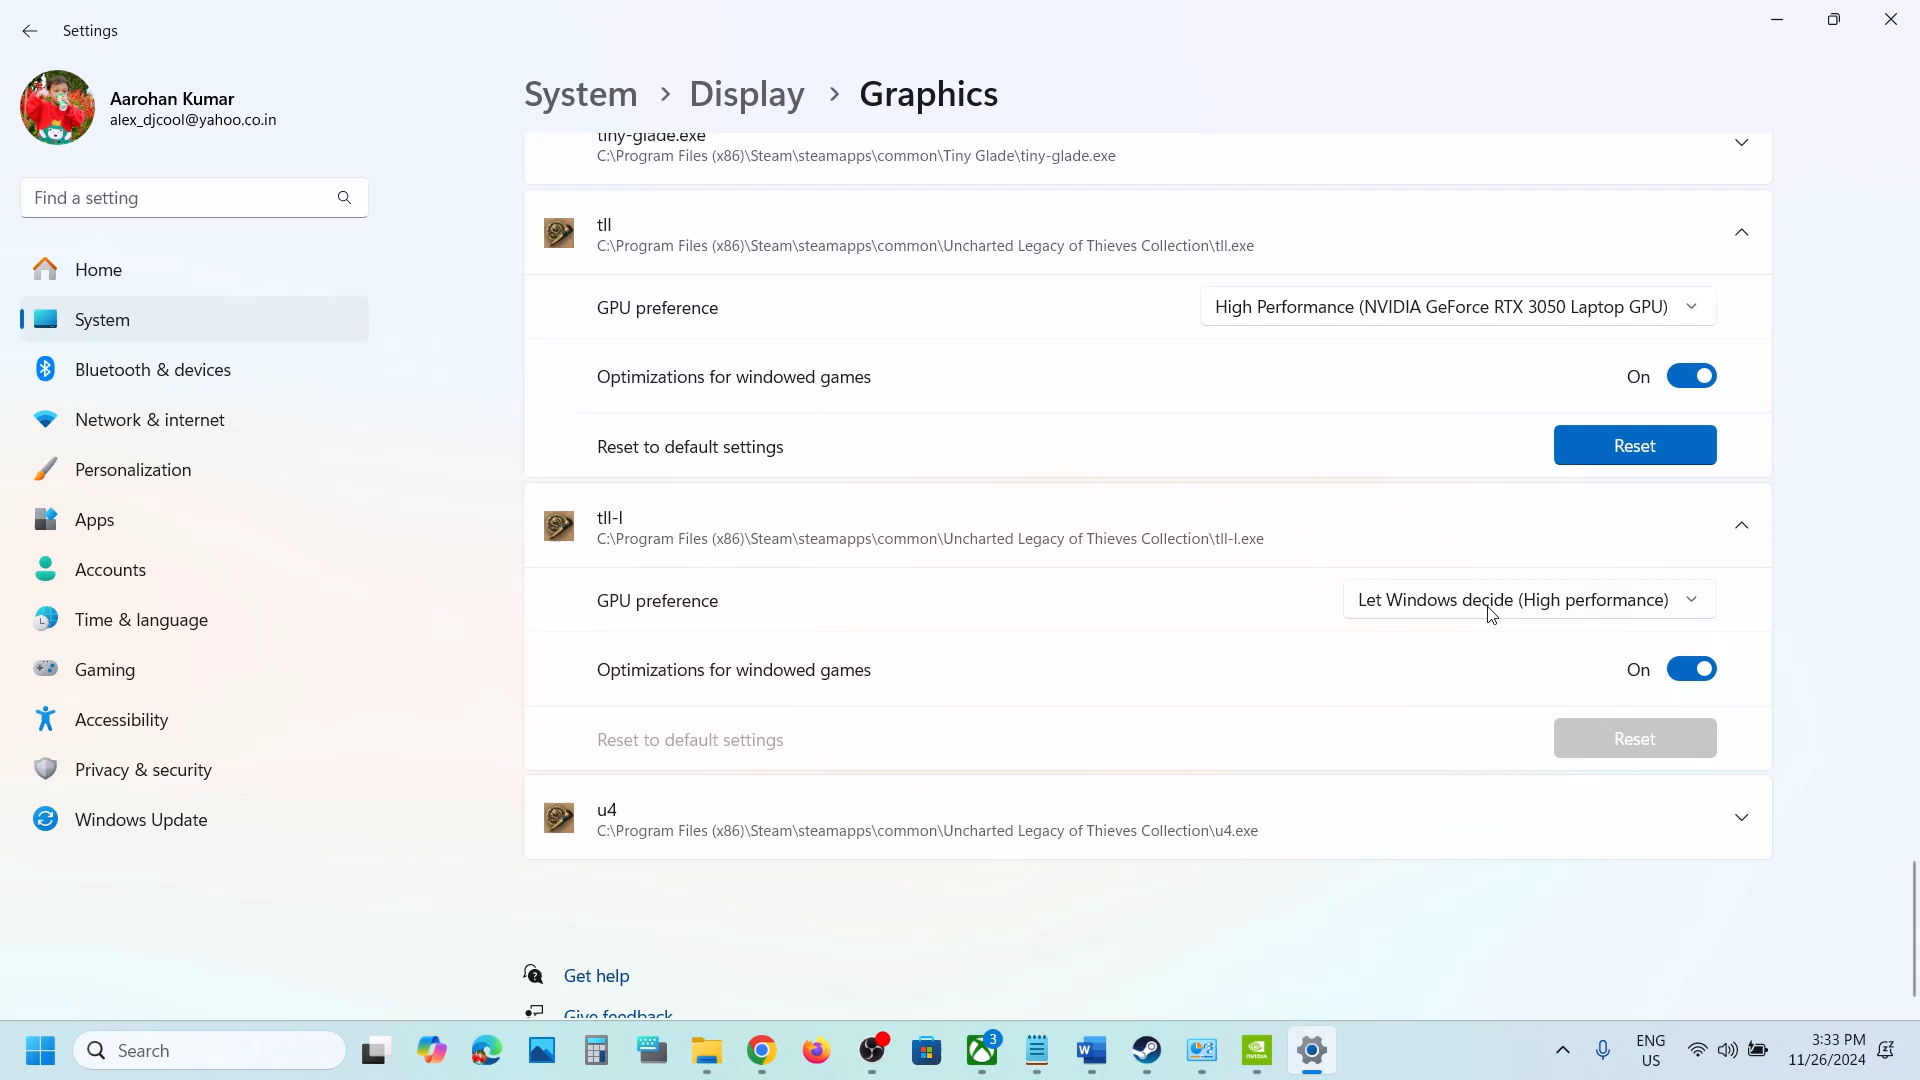 Settings
Aarohan Kumar
alex_djcool@yahoo.co.in
Find a setting
Home
System
Bluetooth & devices
Network & internet
Personalization
Apps
Accounts
Time & language
Gaming
Accessibility
Privacy & security
Windows Update
System > Display > Graphics
tiny-glade.exe
C:\Program Files (x86)\Steam\steamapps\common\Tiny Glade\tiny-glade.exe
tll
C:\Program Files (x86)\Steam\steamapps\common\Uncharted Legacy of Thieves Collection\tll.exe
GPU preference
High Performance (NVIDIA GeForce RTX 3050 Laptop GPU)
Optimizations for windowed games
On
Reset to default settings
Reset
tll-l
C:\Program Files (x86)\Steam\steamapps\common\Uncharted Legacy of Thieves Collection\tll-l.exe
GPU preference
Let Windows decide (High performance)
Optimizations for windowed games
On
Reset to default settings
Reset
u4
C:\Program Files (x86)\Steam\steamapps\common\Uncharted Legacy of Thieves Collection\u4.exe
Get help
Give feedback
Search
3
ENG
US
3:33 PM
11/26/2024